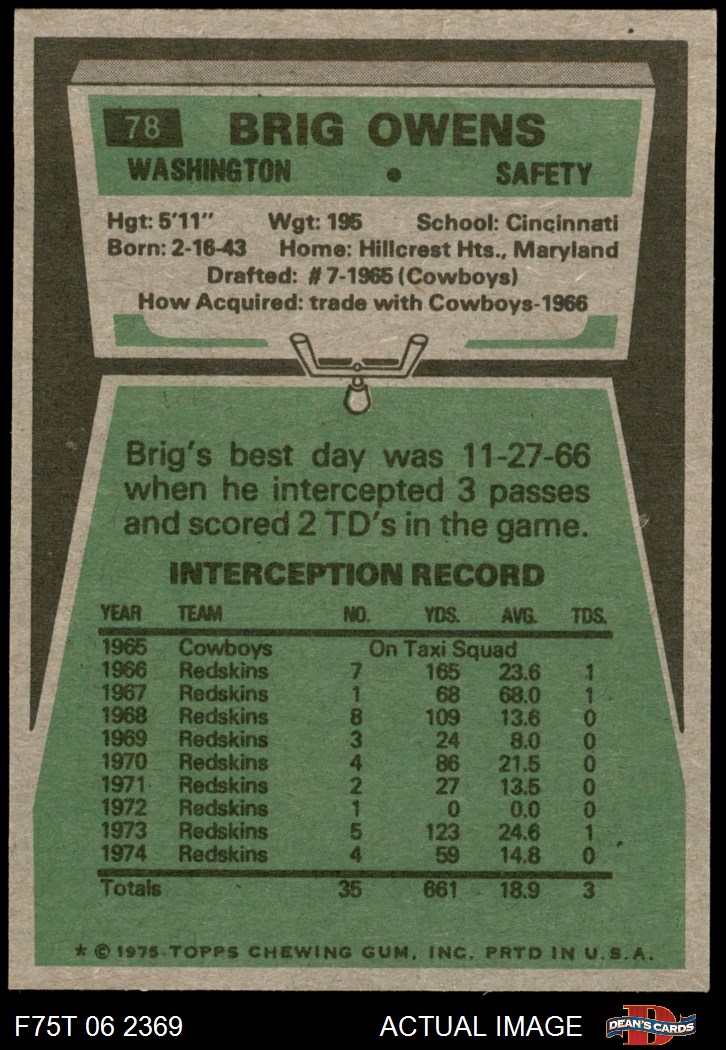 78 BRIG OWENS
WASHINGTON • SAFETY
Hgt: 5'11" Wgt: 195 School: Cincinnati
Born: 2-16-43 Home: Hillcrest Hts., Maryland
Drafted: #7-1965 (Cowboys)
How Acquired: trade with Cowboys-1966
Brig's best day was 11-27-66
when he intercepted 3 passes
and scored 2 TD's in the game.
INTERCEPTION RECORD
YEAR TEAM NO. YDS. AVG. TDS.
1965 Cowboys On Taxi Squad
1966 Redskins 7 165 23.6 1
1967 Redskins 1 68 68.0 1
1968 Redskins 8 109 13.6 0
1969 Redskins 3 24 8.0 0
1970 Redskins 4 86 21.5 0
1971 Redskins 2 27 13.5 0
1972 Redskins 1 0 0.0 0
1973 Redskins 5 123 24.6 1
1974 Redskins 4 59 14.8 0
Totals 35 661 18.9 3
* © 1975 TOPPS CHEWING GUM, INC. PRTD IN U.S.A.
F75T 06 2369 ACTUAL IMAGE D DEAN'S CARDS